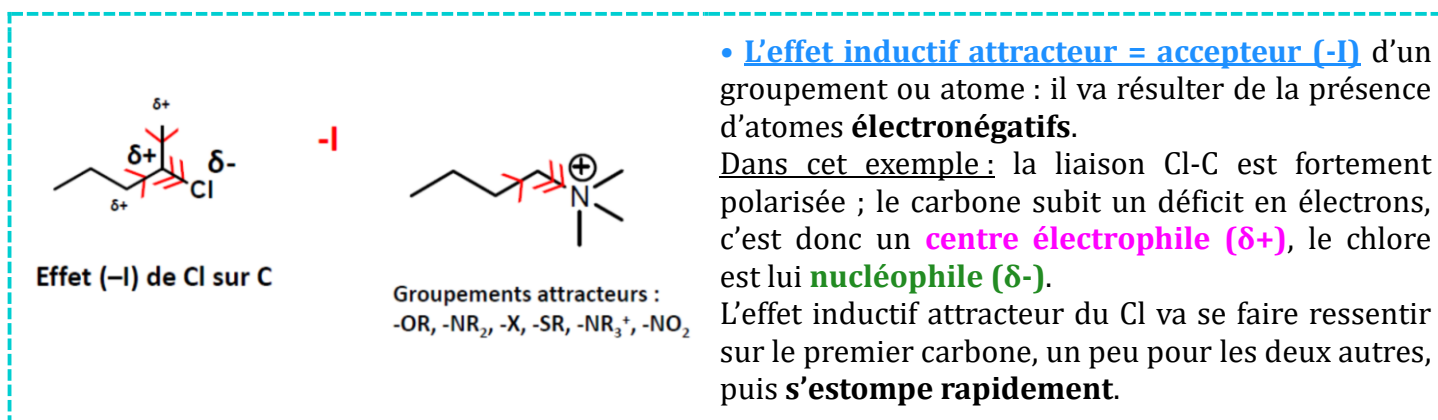 δ+
δ+
δ-
Cl
δ+
-I
⊕
N
Effet (–I) de Cl sur C
Groupements attracteurs :
-OR, -NR₂, -X, -SR, -NR₃⁺, -NO₂
• L'effet inductif attracteur = accepteur (-I) d'un
groupement ou atome : il va résulter de la présence
d'atomes électronégatifs.
Dans cet exemple : la liaison Cl-C est fortement
polarisée ; le carbone subit un déficit en électrons,
c'est donc un centre électrophile (δ+), le chlore
est lui nucléophile (δ-).
L'effet inductif attracteur du Cl va se faire ressentir
sur le premier carbone, un peu pour les deux autres,
puis s'estompe rapidement.